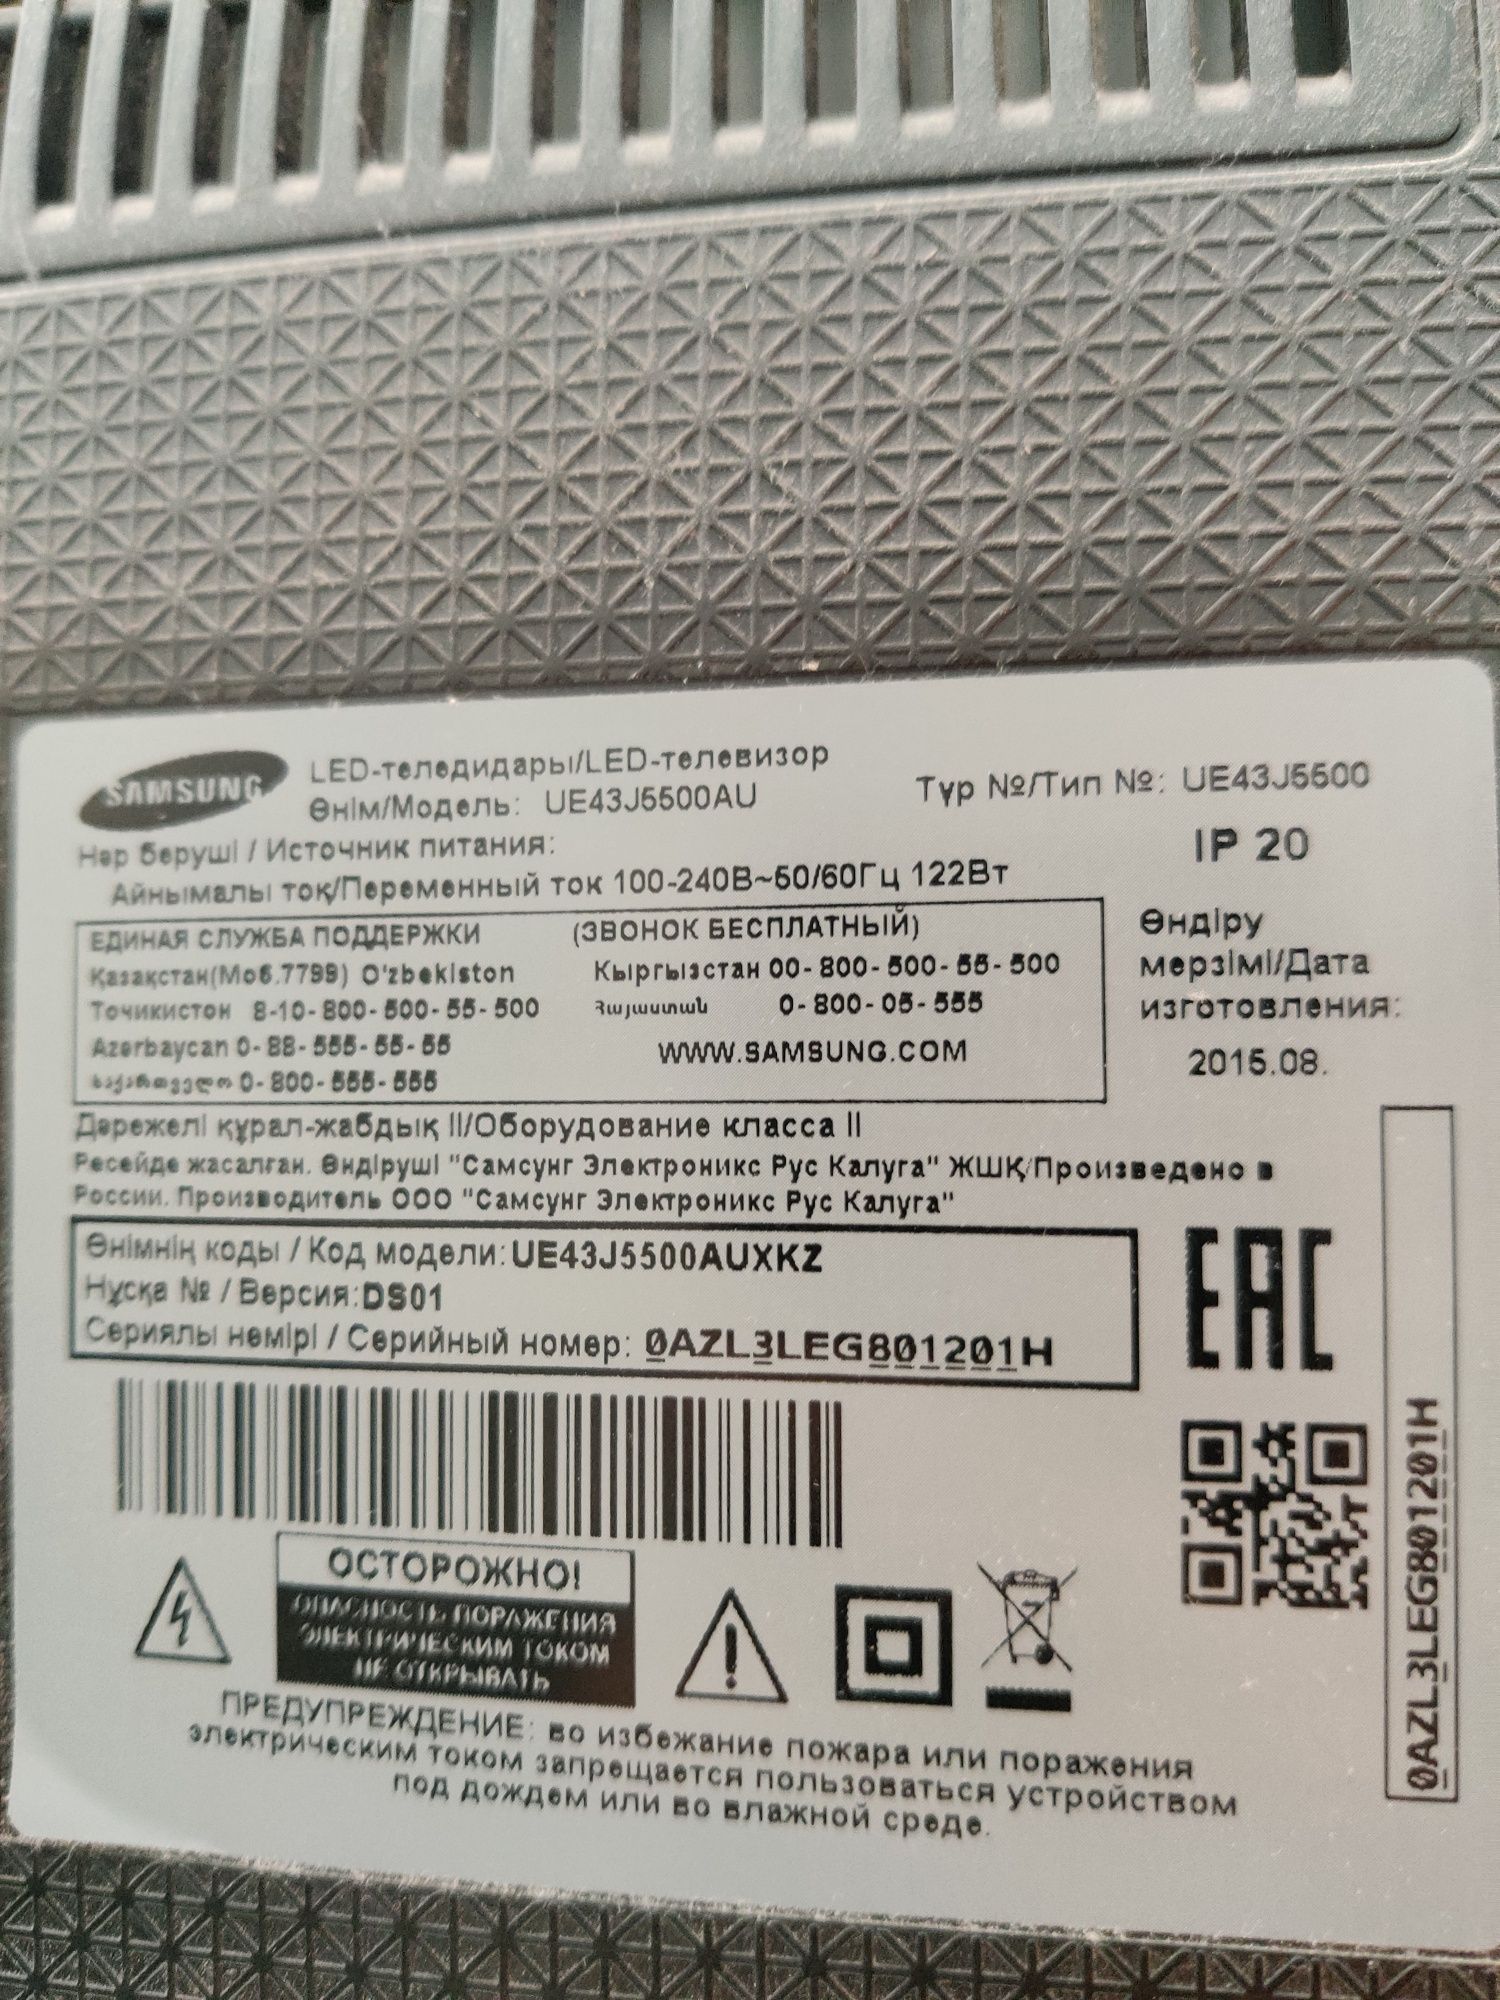 SAMSUNG
LED-теледидары/LED-телевизор
Өнім/Модель: UE43J5500AU
Түр №/Тип №: UE43J5500
Нәр беруші / Источник питания:
IP 20
Айнымалы тоқ/Переменный ток 100-240В~50/60Гц 122Вт
ЕДИНАЯ СЛУЖБА ПОДДЕРЖКИ (ЗВОНОК БЕСПЛАТНЫЙ)
Қазақстан(Моб.7799) O'zbekiston Кыргызстан 00-800-500-55-500
Точикистон 8-10-800-500-55-500 Հայաստան 0-800-05-555
Azerbaycan 0-88-555-55-55 WWW.SAMSUNG.COM
საქართველო 0-800-555-555
Өндіру
мерзімі/Дата
изготовления:
2015.08.
Дәрежелі құрал-жабдық II/Оборудование класса II
Ресейде жасалған. Өндіруші "Самсунг Электроникс Рус Калуга" ЖШҚ/Произведено в
России. Производитель ООО "Самсунг Электроникс Рус Калуга"
Өнімнің коды / Код модели: UE43J5500AUXKZ
Нұсқа № / Версия:DS01
Сериялы нөмірі / Серийный номер: 0AZL3LEG801201H
EAC
0AZL3LEG801201H
ОСТОРОЖНО!
ОПАСНОСТЬ ПОРАЖЕНИЯ
ЭЛЕКТРИЧЕСКИМ ТОКОМ
НЕ ОТКРЫВАТЬ
ПРЕДУПРЕЖДЕНИЕ: во избежание пожара или поражения
электрическим током запрещается пользоваться устройством
под дождем или во влажной среде.